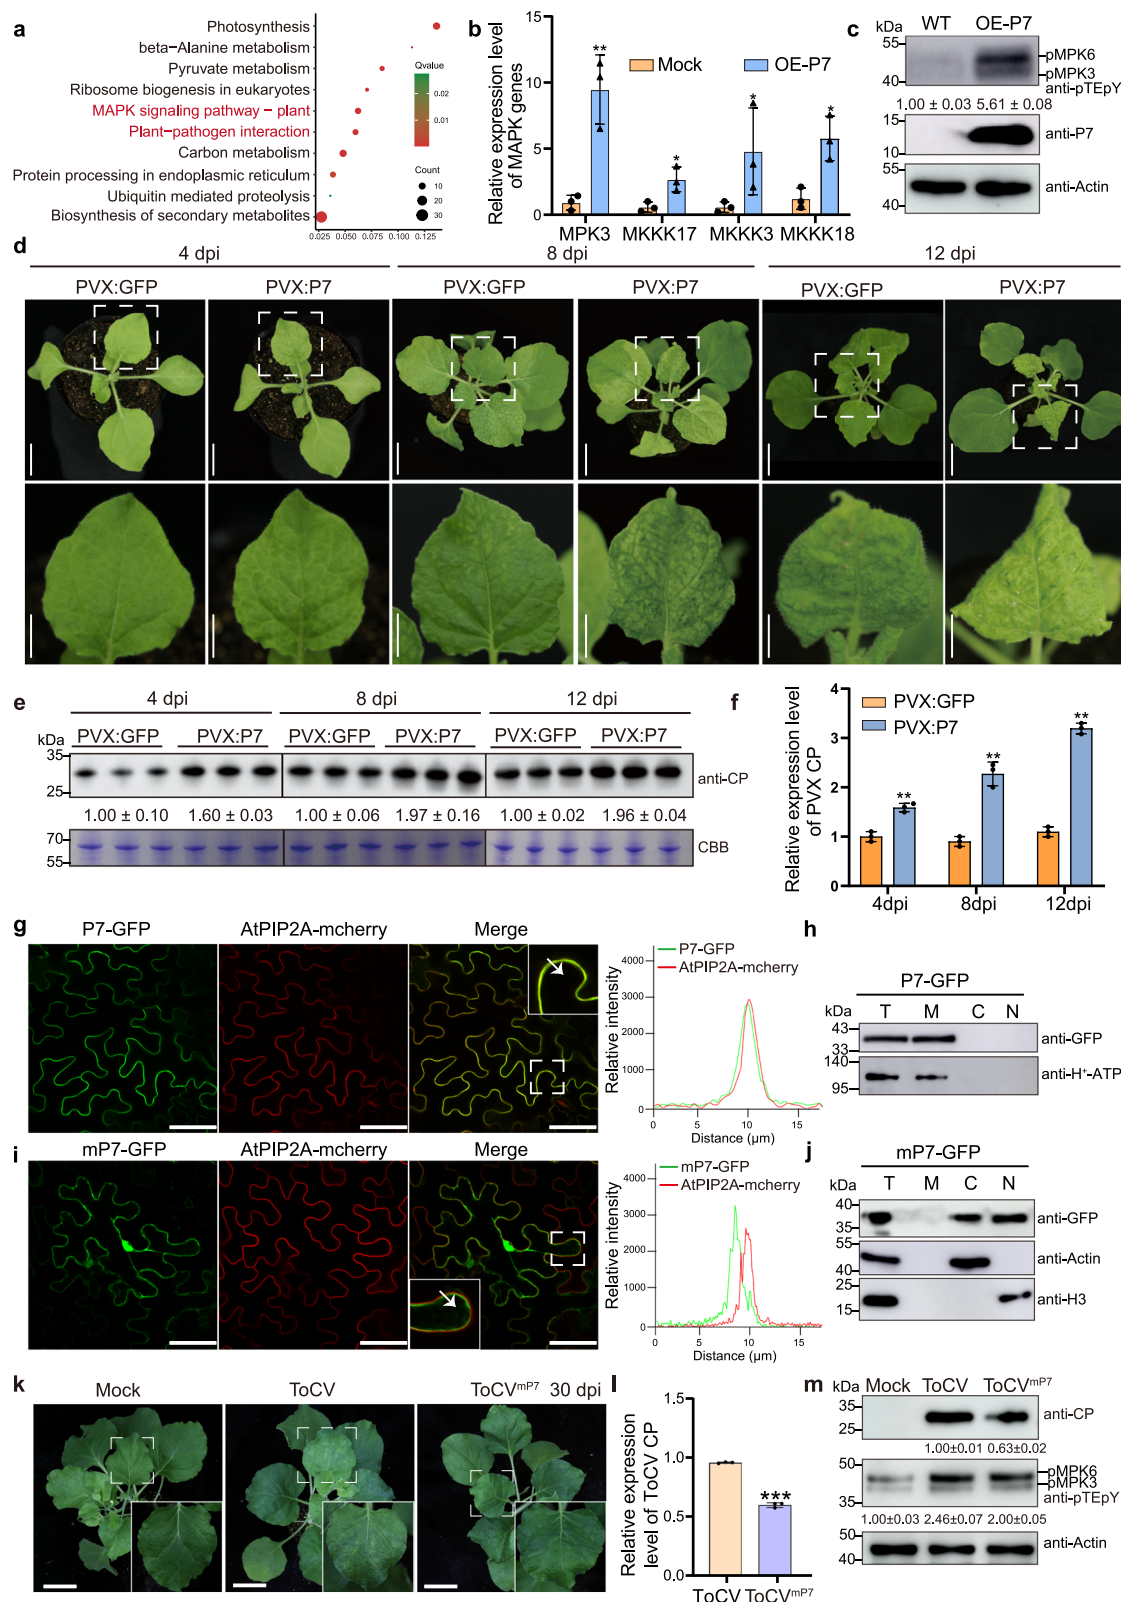 a
Photosynthesis
beta−Alanine metabolism
Pyruvate metabolism
Ribosome biogenesis in eukaryotes
MAPK signaling pathway − plant
Plant−pathogen interaction
Carbon metabolism
Protein processing in endoplasmic reticulum
Ubiquitin mediated proteolysis
Biosynthesis of secondary metabolites
0.025 0.050 0.075 0.100 0.125
Qvalue
0.02
0.01
Count
10
20
30
b
Relative expression level
of MAPK genes
15
10
5
0
Mock
OE-P7
**
*
*
*
MPK3 MKKK17 MKKK3 MKKK18
c
kDa WT OE-P7
55
40
pMPK6
pMPK3
anti-pTEpY
1.00 ± 0.03 5.61 ± 0.08
15
10
anti-P7
55
40
anti-Actin
d
4 dpi 8 dpi 12 dpi
PVX:GFP PVX:P7 PVX:GFP PVX:P7 PVX:GFP PVX:P7
e
4 dpi 8 dpi 12 dpi
kDa PVX:GFP PVX:P7 PVX:GFP PVX:P7 PVX:GFP PVX:P7
35
25
anti-CP
1.00 ± 0.10 1.60 ± 0.03 1.00 ± 0.06 1.97 ± 0.16 1.00 ± 0.02 1.96 ± 0.04
70
55
CBB
f
Relative expression level
of PVX CP
4
3
2
1
0
PVX:GFP
PVX:P7
**
**
**
4dpi 8dpi 12dpi
g
P7-GFP AtPIP2A-mcherry Merge
Relative intensity
4000
3000
2000
1000
0
P7-GFP
AtPIP2A-mcherry
0 5 10 15
Distance (µm)
h
P7-GFP
kDa T M C N
43
33
anti-GFP
140
95
anti-H⁺-ATP
i
mP7-GFP AtPIP2A-mcherry Merge
Relative intensity
4000
3000
2000
1000
0
mP7-GFP
AtPIP2A-mcherry
0 5 10 15
Distance (µm)
j
mP7-GFP
kDa T M C N
40
35
anti-GFP
55
40
anti-Actin
25
15
anti-H3
k
Mock ToCV ToCVᵐᴾ⁷ 30 dpi
l
Relative expression
level of ToCV CP
1.5
1.0
0.5
0
***
ToCV ToCVᵐᴾ⁷
m
kDa Mock ToCV ToCVᵐᴾ⁷
35
25
anti-CP
1.00±0.01 0.63±0.02
50
35
pMPK6
pMPK3
anti-pTEpY
1.00±0.03 2.46±0.07 2.00±0.05
50
40
anti-Actin